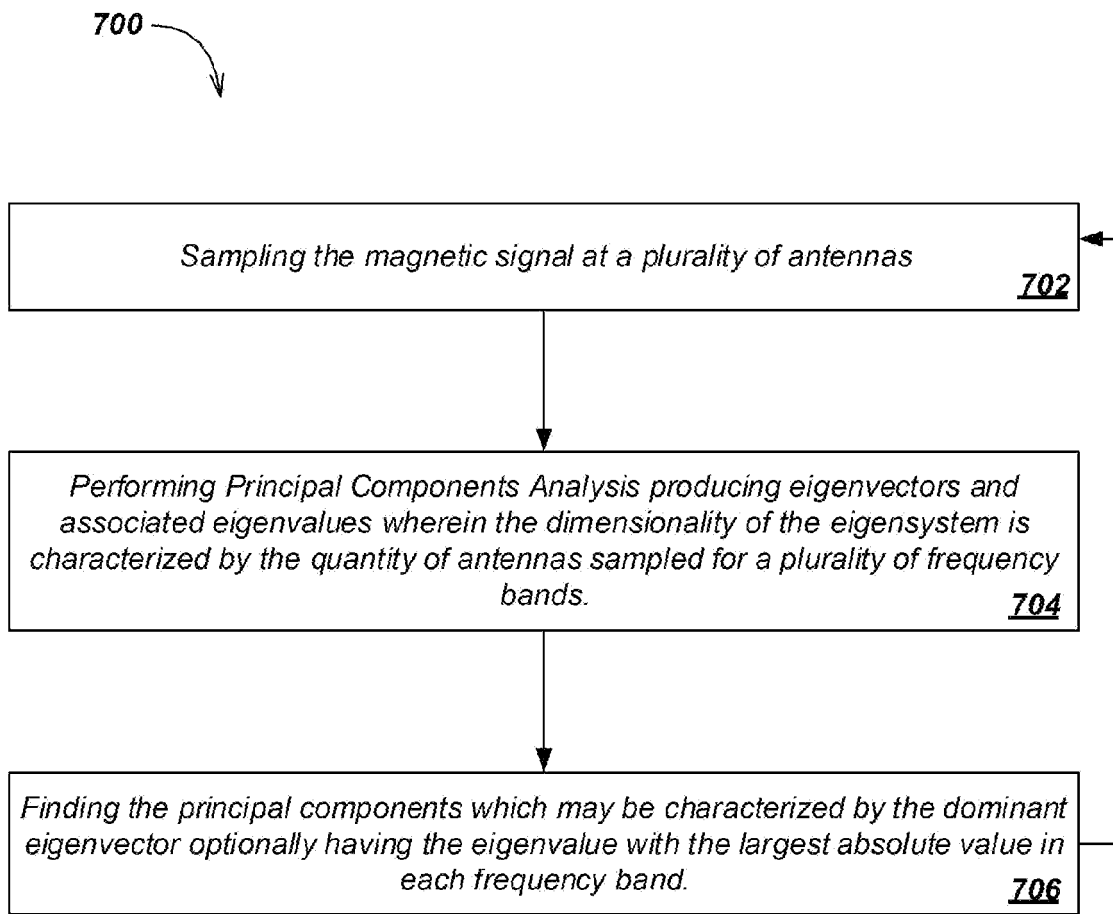 700
Sampling the magnetic signal at a plurality of antennas
702
Performing Principal Components Analysis producing eigenvectors and
associated eigenvalues wherein the dimensionality of the eigensystem is
characterized by the quantity of antennas sampled for a plurality of frequency
bands.
704
Finding the principal components which may be characterized by the dominant
eigenvector optionally having the eigenvalue with the largest absolute value in
each frequency band.
706